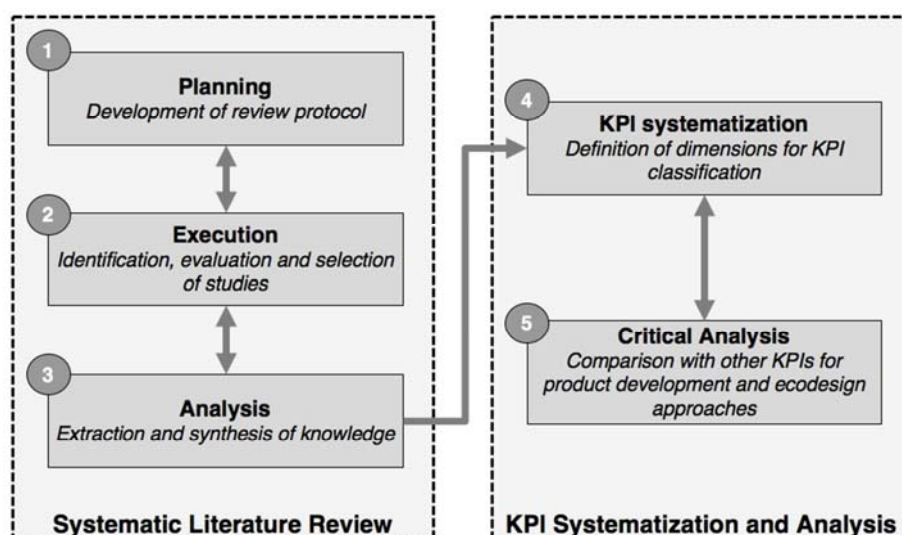 1
Planning
Development of review protocol
2
Execution
Identification, evaluation and selection
of studies
3
Analysis
Extraction and synthesis of knowledge
Systematic Literature Review
4
KPI systematization
Definition of dimensions for KPI
classification
5
Critical Analysis
Comparison with other KPIs for
product development and ecodesign
approaches
KPI Systematization and Analysis